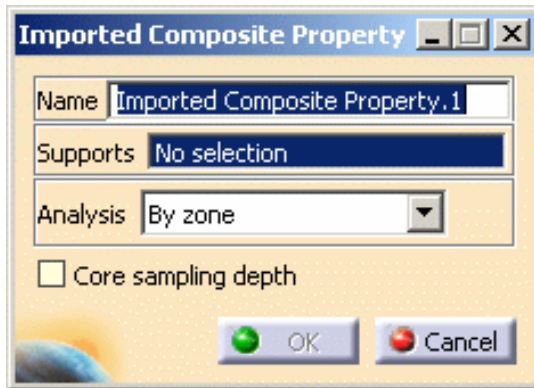 Imported Composite Property
Name Imported Composite Property.1
Supports No selection
Analysis By zone
Core sampling depth
OK Cancel